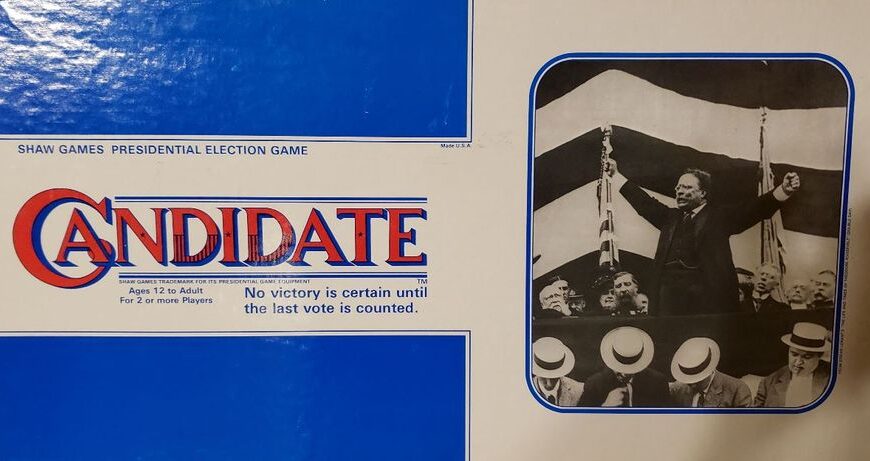 Made U.S.A
SHAW GAMES PRESIDENTIAL ELECTION GAME
CANDIDATE
SHAW GAMES TRADEMARK FOR ITS PRESIDENTIAL GAME EQUIPMENT
TM
Ages 12 to Adult
For 2 or more Players
No victory is certain until
the last vote is counted.